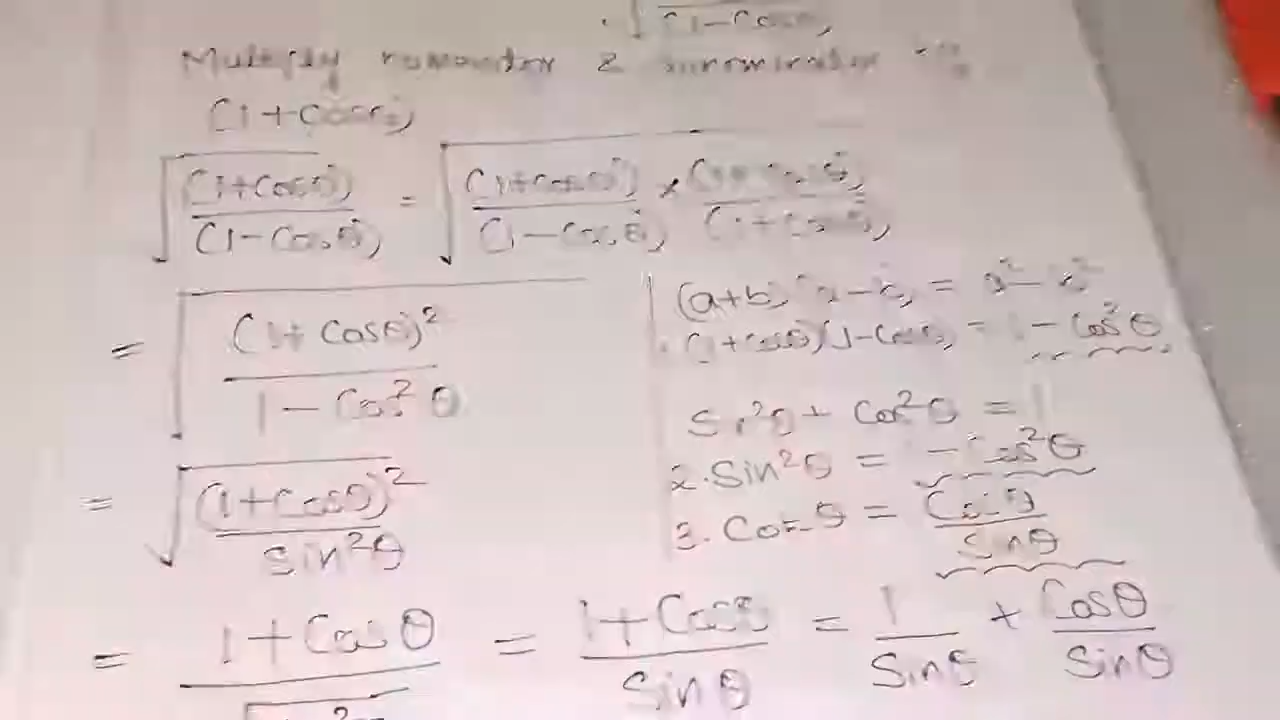 (1-Cosθ)
Multiply numerator & denominator
(1+Cosθ)
√((1+Cosθ)/(1-Cosθ)) = √((1+Cosθ)/(1-Cosθ) × (1+Cosθ)/(1+Cosθ))
= √((1+Cosθ)²/(1-Cos²θ))
(a+b)(a-b) = a²-b²
(1+Cosθ)(1-Cosθ) = 1-Cos²θ
Sin²θ + Cos²θ = 1
2. Sin²θ = 1-Cos²θ
= √((1+Cosθ)²/Sin²θ)
3. Cotθ = Cosθ/Sinθ
= (1+Cosθ)/√ = (1+Cosθ)/Sinθ = 1/Sinθ + Cosθ/Sinθ